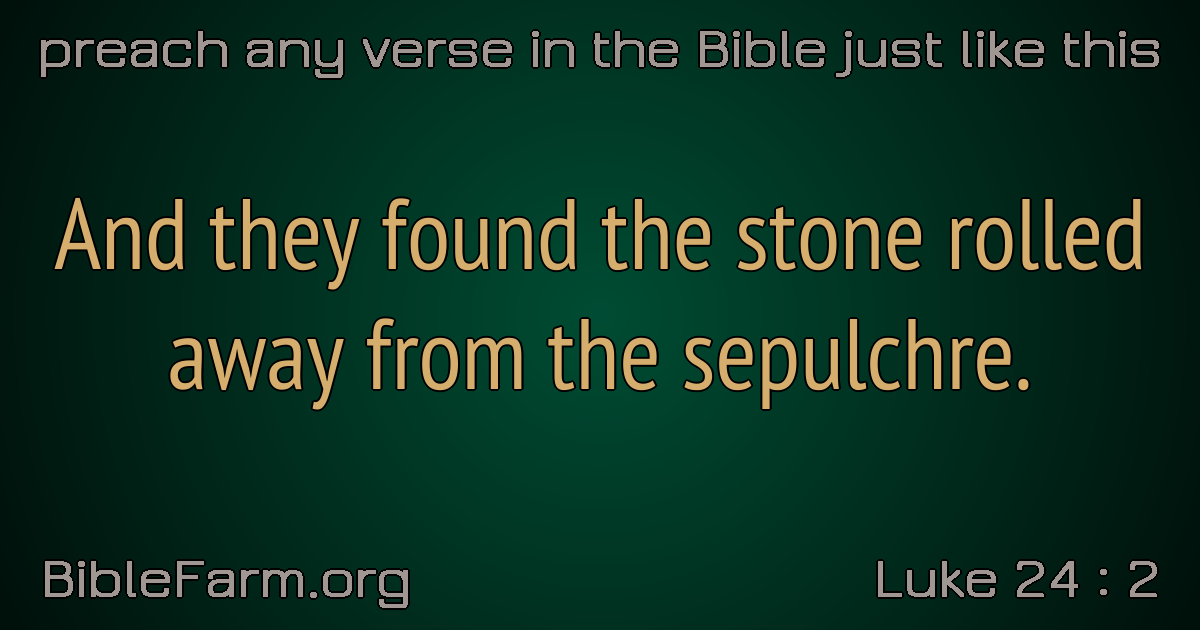 preach any verse in the Bible just like this
And they found the stone rolled
away from the sepulchre.
BibleFarm.org
Luke 24 : 2